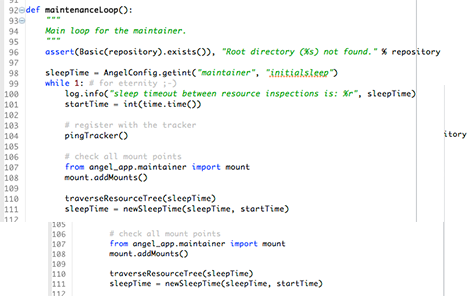 91
92 def maintenanceLoop():
93 """
94 Main loop for the maintainer.
95 """
96 assert(Basic(repository).exists()), "Root directory (%s) not found." % repository
97
98 sleepTime = AngelConfig.getint("maintainer", "initialsleep")
99 while 1: # for eternity ;-)
100 log.info("sleep timeout between resource inspections is: %r", sleepTime)
101 startTime = int(time.time())
102
103 # register with the tracker
104 pingTracker() itory
105
106 # check all mount points
107 from angel_app.maintainer import mount
108 mount.addMounts()
109
110 traverseResourceTree(sleepTime)
111 sleepTime = newSleepTime(sleepTime, startTime)
105
106 # check all mount points
107 from angel_app.maintainer import mount
108 mount.addMounts()
109
110 traverseResourceTree(sleepTime)
111 sleepTime = newSleepTime(sleepTime, startTime)
112